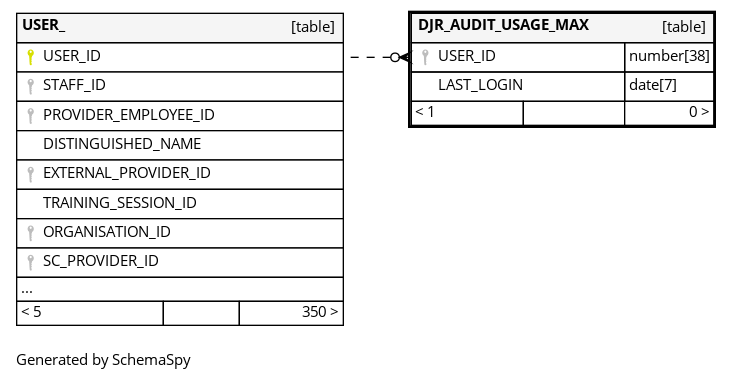 USER_ [table]
USER_ID
STAFF_ID
PROVIDER_EMPLOYEE_ID
DISTINGUISHED_NAME
EXTERNAL_PROVIDER_ID
TRAINING_SESSION_ID
ORGANISATION_ID
SC_PROVIDER_ID
...
< 5 350 >
DJR_AUDIT_USAGE_MAX [table]
USER_ID number[38]
LAST_LOGIN date[7]
< 1 0 >
Generated by SchemaSpy